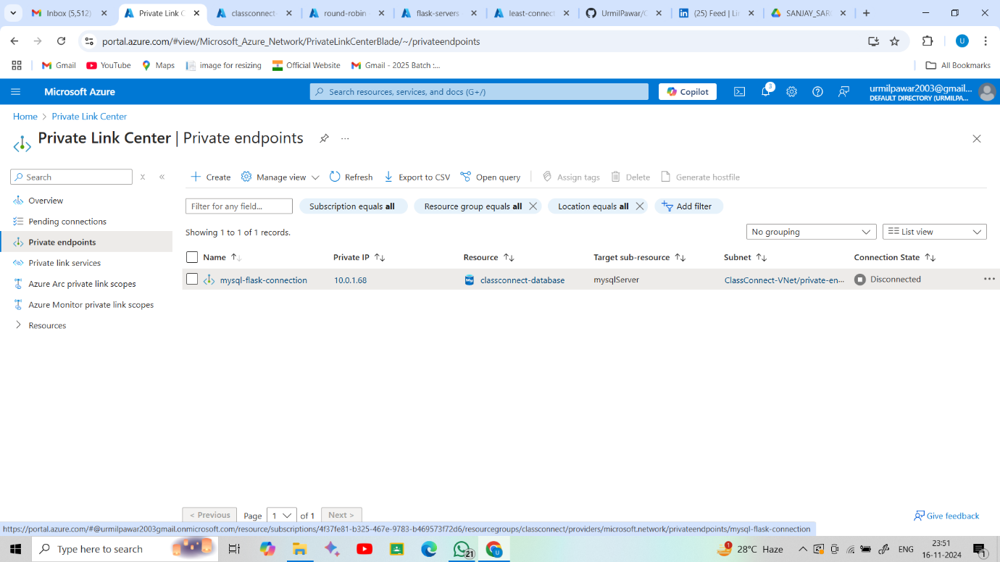 Inbox (5,512)
Private Link C
classconnect
round-robin
flask-servers
least-connect
UrmilPawar/C
(25) Feed | Lin
SANJAY_SAR
portal.azure.com/#view/Microsoft_Azure_Network/PrivateLinkCenterBlade/~/privateendpoints
U
Gmail
YouTube
Maps
image for resizing
Official Website
Gmail - 2025 Batch :...
All Bookmarks
Microsoft Azure
Search resources, services, and docs (G+/)
Copilot
3
urmilpawar2003@gmail...
DEFAULT DIRECTORY (URMILPA...
Home > Private Link Center
Private Link Center | Private endpoints
...
Search
Overview
Pending connections
Private endpoints
Private link services
Azure Arc private link scopes
Azure Monitor private link scopes
Resources
Create
Manage view
Refresh
Export to CSV
Open query
Assign tags
Delete
Generate hostfile
Filter for any field...
Subscription equals all
Resource group equals all
Location equals all
Add filter
Showing 1 to 1 of 1 records.
No grouping
List view
Name
Private IP
Resource
Target sub-resource
Subnet
Connection State
mysql-flask-connection
10.0.1.68
My
classconnect-database
mysqlServer
ClassConnect-VNet/private-en...
Disconnected
...
< Previous
Page
1
of 1
Next >
Give feedback
https://portal.azure.com/#@urmilpawar2003gmail.onmicrosoft.com/resource/subscriptions/4f37fe81-b325-467e-9783-b469573f72d6/resourcegroups/classconnect/providers/microsoft.network/privateendpoints/mysql-flask-connection
Type here to search
21
U
1
28°C Haze
ENG
23:51
16-11-2024
1